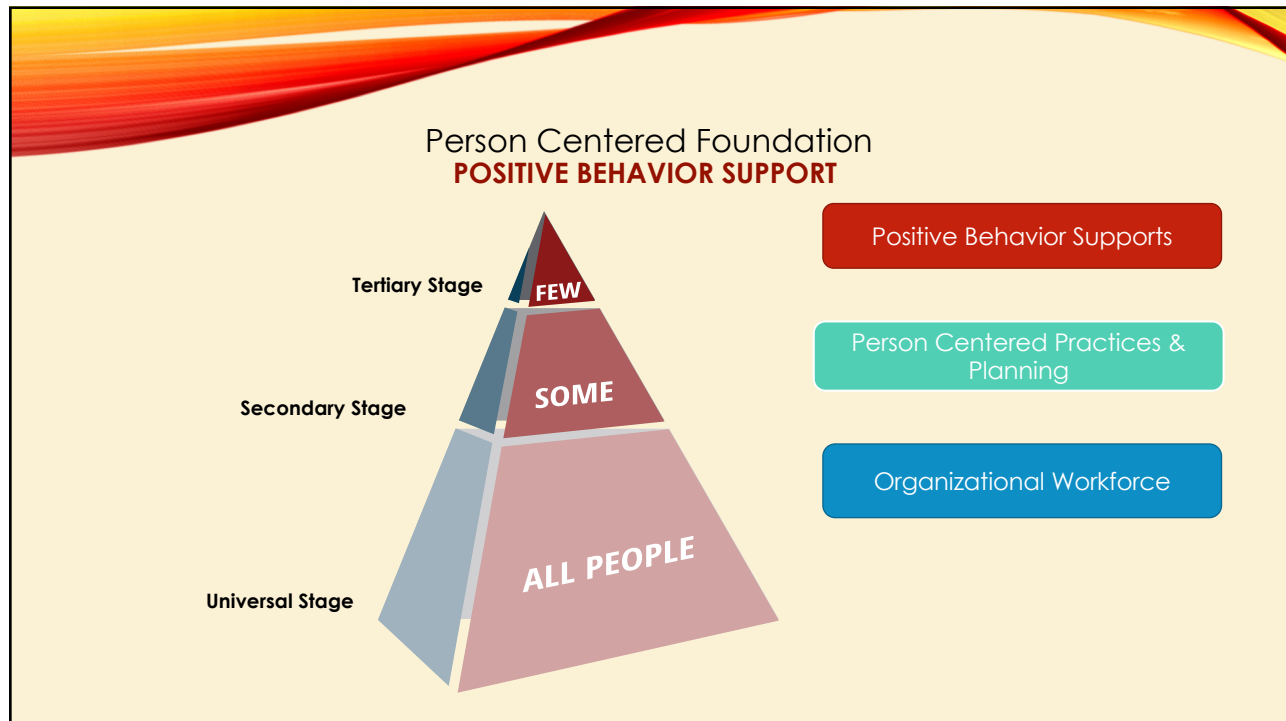 Person Centered Foundation
POSITIVE BEHAVIOR SUPPORT
Tertiary Stage
FEW
Secondary Stage
SOME
Universal Stage
ALL PEOPLE
Positive Behavior Supports
Person Centered Practices &
Planning
Organizational Workforce